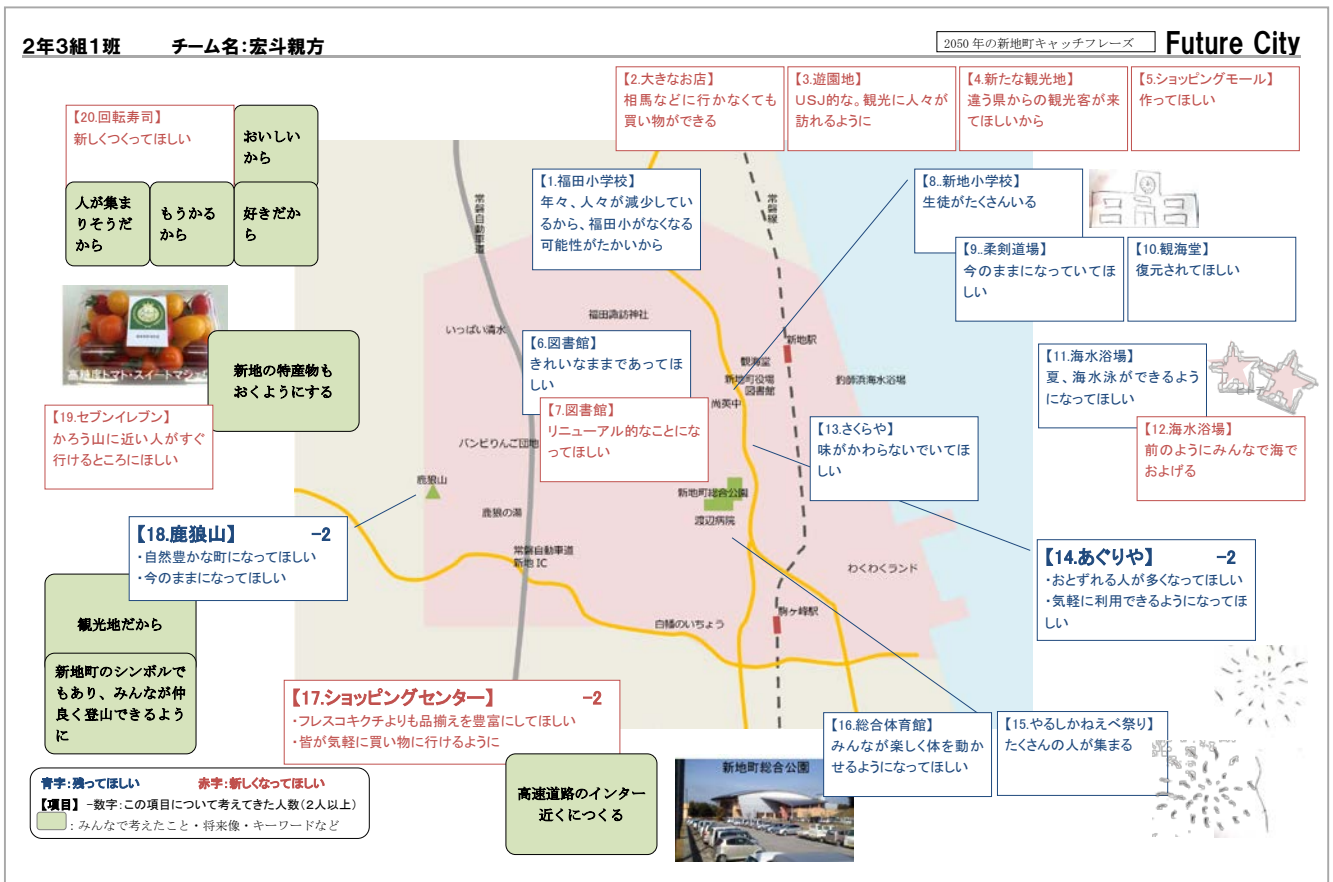 2年3組1班　チーム名:宏斗親方
2050 年の新地町キャッチフレーズ
Future City
【2.大きなお店】
相馬などに行かなくても
買い物ができる
【3.遊園地】
USJ的な。観光に人々が
訪れるように
【4.新たな観光地】
違う県からの観光客が来
てほしいから
【5.ショッピングモール】
作ってほしい
【20.回転寿司】
新しくつくってほしい
おいしい
から
人が集ま
りそうだ
から
もうかる
から
好きだか
ら
【1.福田小学校】
年々、人々が減少してい
るから、福田小がなくなる
可能性がたかいから
【8..新地小学校】
生徒がたくさんいる
【9..柔剣道場】
今のままになっていてほ
しい
【10.観海堂】
復元されてほしい
常磐自動車道
常磐線
福田諏訪神社
いっぱい清水
新地駅
観海堂
新地町役場
図書館
尚英中
釣師浜海水浴場
【6.図書館】
きれいなままであってほ
しい
【7.図書館】
リニューアル的なことにな
ってほしい
【11.海水浴場】
夏、海水泳ができるよう
になってほしい
ヒトデ
【12.海水浴場】
前のようにみんなで海で
およげる
新地の特産物も
おくようにする
【19.セブンイレブン】
かろう山に近い人がすぐ
行けるところにほしい
バンビりんご団地
【13.さくらや】
味がかわらないでいてほ
しい
鹿狼山
鹿狼の湯
新地町総合公園
渡辺病院
【18.鹿狼山】 -2
・自然豊かな町になってほしい
・今のままになってほしい
常磐自動車道
新地 IC
わくわくランド
駒ヶ峰駅
白幡のいちょう
【14.あぐりや】 -2
・おとずれる人が多くなってほしい
・気軽に利用できるようになってほ
しい
観光地だから
新地町のシンボルで
もあり、みんなが仲
良く登山できるよう
に
【17.ショッピングセンター】 -2
・フレスコキクチよりも品揃えを豊富にしてほしい
・皆が気軽に買い物に行けるように
高速道路のインター
近くにつくる
新地町総合公園
【16.総合体育館】
みんなが楽しく体を動か
せるようになってほしい
【15.やるしかねえべ祭り】
たくさんの人が集まる
青字:残ってほしい　赤字:新しくなってほしい
【項目】 -数字:この項目について考えてきた人数(2人以上)
:みんなで考えたこと・将来像・キーワードなど